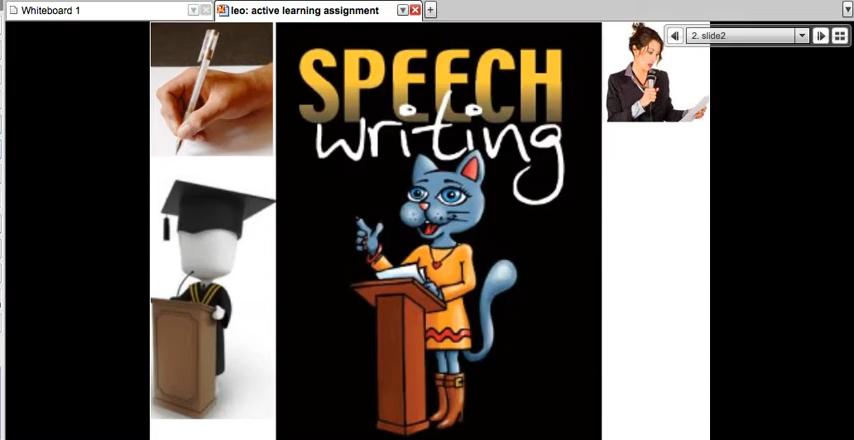 Whiteboard 1
leo: active learning assignment
2. slide2
SPEECH
writing